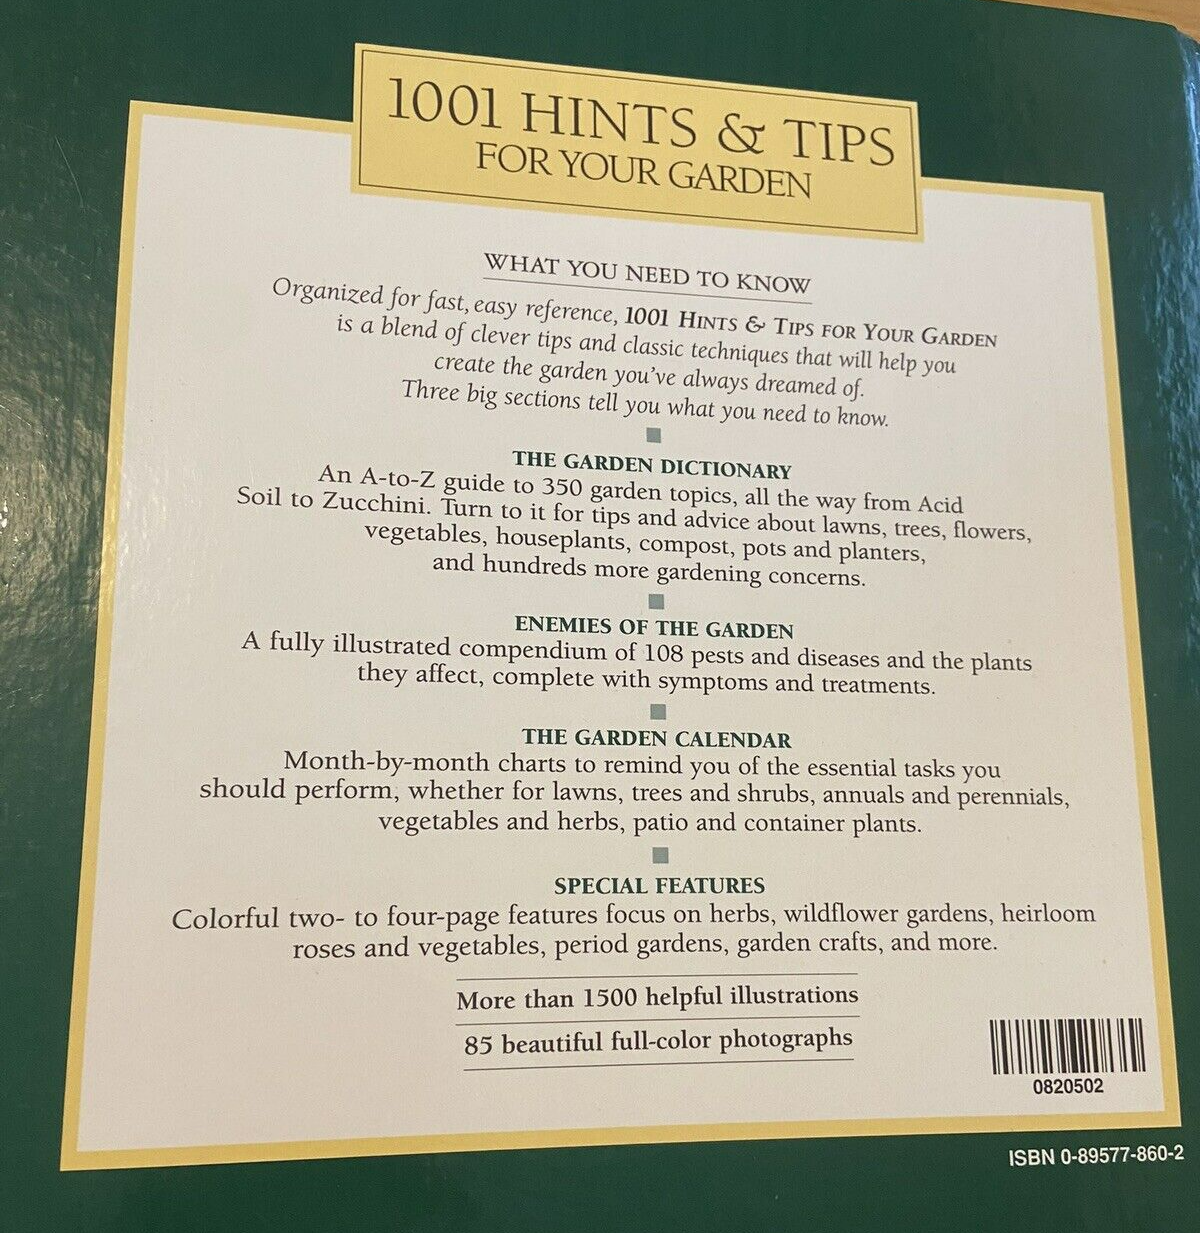 1001 HINTS & TIPS
FOR YOUR GARDEN
WHAT YOU NEED TO KNOW
Organized for fast, easy reference, 1001 HINTS & TIPS FOR YOUR GARDEN
is a blend of clever tips and classic techniques that will help you
create the garden you've always dreamed of.
Three big sections tell you what you need to know.
THE GARDEN DICTIONARY
An A-to-Z guide to 350 garden topics, all the way from Acid
Soil to Zucchini. Turn to it for tips and advice about lawns, trees, flowers,
vegetables, houseplants, compost, pots and planters,
and hundreds more gardening concerns.
ENEMIES OF THE GARDEN
A fully illustrated compendium of 108 pests and diseases and the plants
they affect, complete with symptoms and treatments.
THE GARDEN CALENDAR
Month-by-month charts to remind you of the essential tasks you
should perform, whether for lawns, trees and shrubs, annuals and perennials,
vegetables and herbs, patio and container plants.
SPECIAL FEATURES
Colorful two- to four-page features focus on herbs, wildflower gardens, heirloom
roses and vegetables, period gardens, garden crafts, and more.
More than 1500 helpful illustrations
85 beautiful full-color photographs
0820502
ISBN 0-89577-860-2